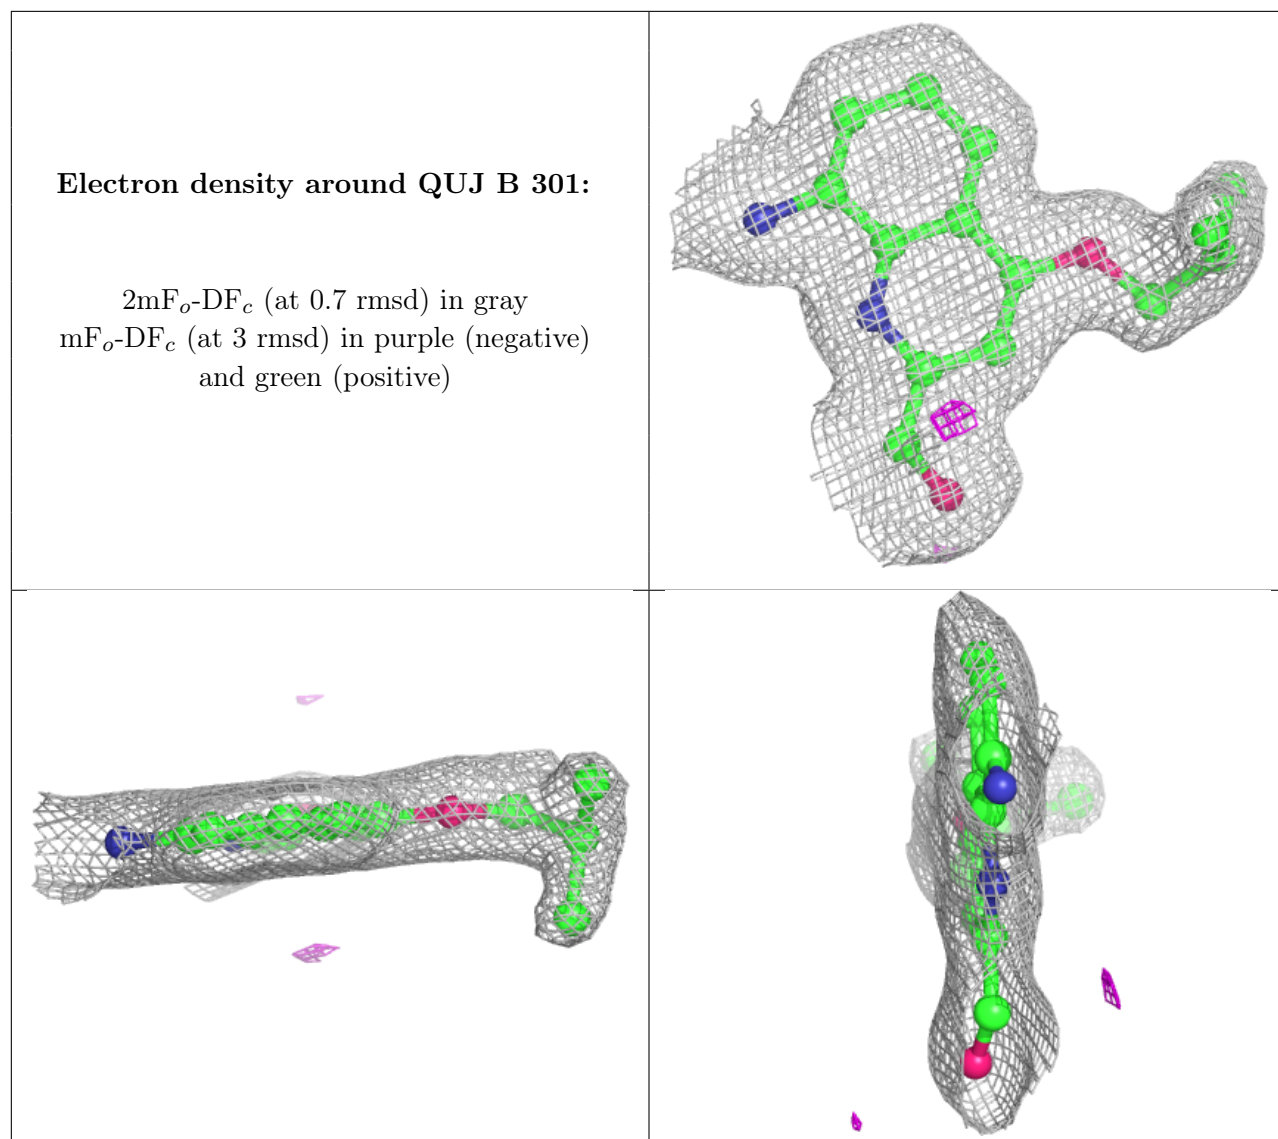 Electron density around QUJ B 301:
2mFo-DFc (at 0.7 rmsd) in gray
mFo-DFc (at 3 rmsd) in purple (negative)
and green (positive)